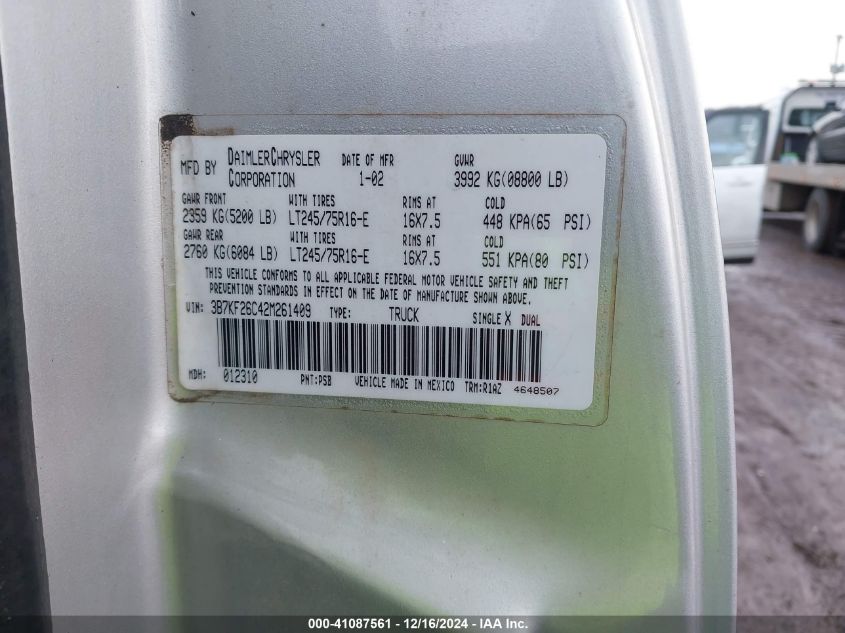 MFD BY DAIMLERCHRYSLER CORPORATION DATE OF MFR 1-02 GVWR 3992 KG(08800 LB)
GAWR FRONT WITH TIRES RIMS AT COLD
2359 KG(5200 LB) LT245/75R16-E 16X7.5 448 KPA(65 PSI)
GAWR REAR WITH TIRES RIMS AT COLD
2760 KG(6084 LB) LT245/75R16-E 16X7.5 551 KPA(80 PSI)
THIS VEHICLE CONFORMS TO ALL APPLICABLE FEDERAL MOTOR VEHICLE SAFETY AND THEFT
PREVENTION STANDARDS IN EFFECT ON THE DATE OF MANUFACTURE SHOWN ABOVE.
VIN: 3B7KF26C42M261409 TYPE: TRUCK SINGLE X DUAL
MDH: 012310 PNT:PSB VEHICLE MADE IN MEXICO TRM:R1AZ 4648507
000-41087561 - 12/16/2024 - IAA Inc.